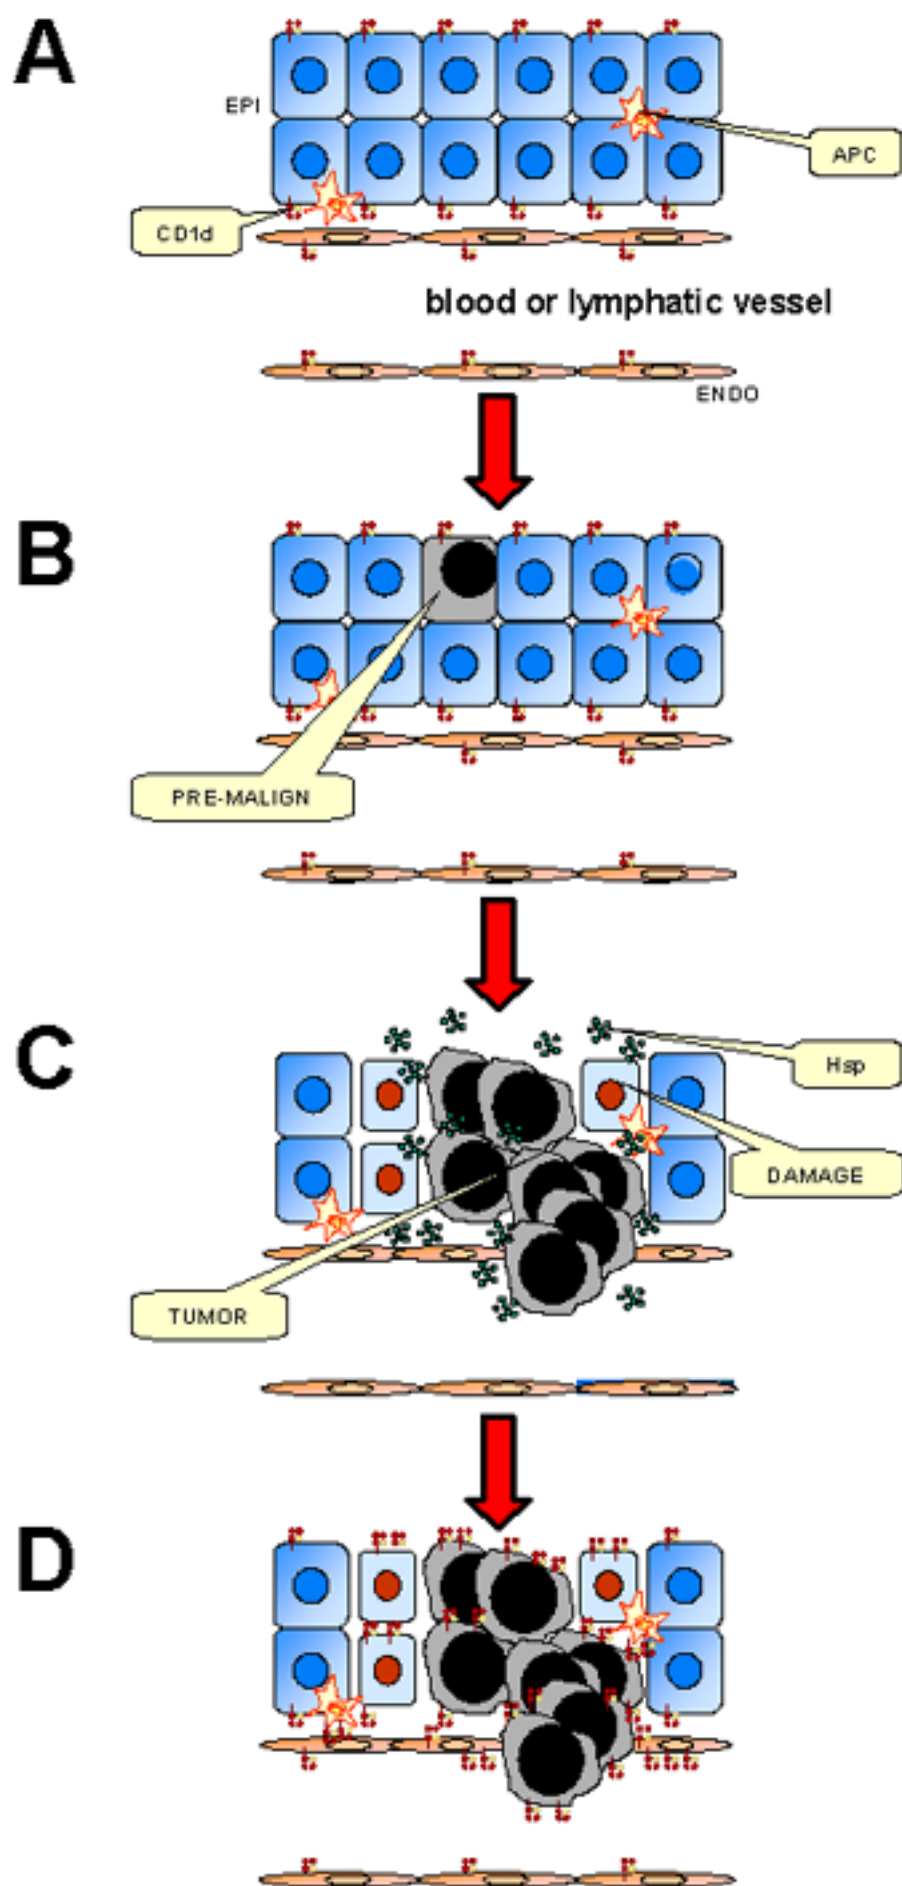 A
EPI
APC
CD1d
blood or lymphatic vessel
ENDO
B
PRE-MALIGN
C
Hsp
DAMAGE
TUMOR
D